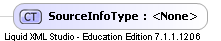 CT SourceInfoType : <None>
Liquid XML Studio - Education Edition 7.1.1.1206